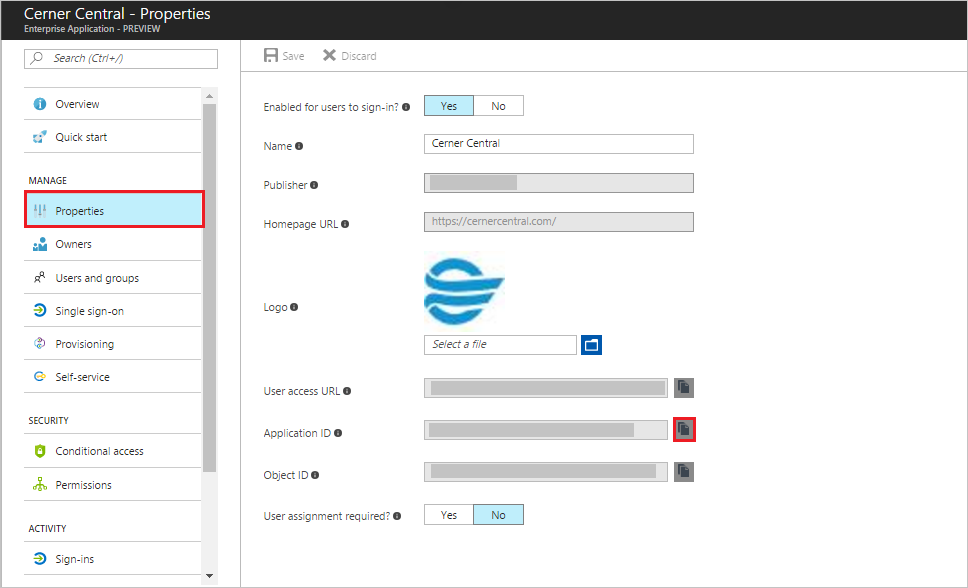 Cerner Central - Properties
Enterprise Application - PREVIEW
Search (Ctrl+/)
Overview
Quick start
MANAGE
Properties
Owners
Users and groups
Single sign-on
Provisioning
Self-service
SECURITY
Conditional access
Permissions
ACTIVITY
Sign-ins
Save Discard
Enabled for users to sign-in? Yes No
Name Cerner Central
Publisher
Homepage URL https://cernercentral.com/
Logo
Select a file
User access URL
Application ID
Object ID
User assignment required? Yes No